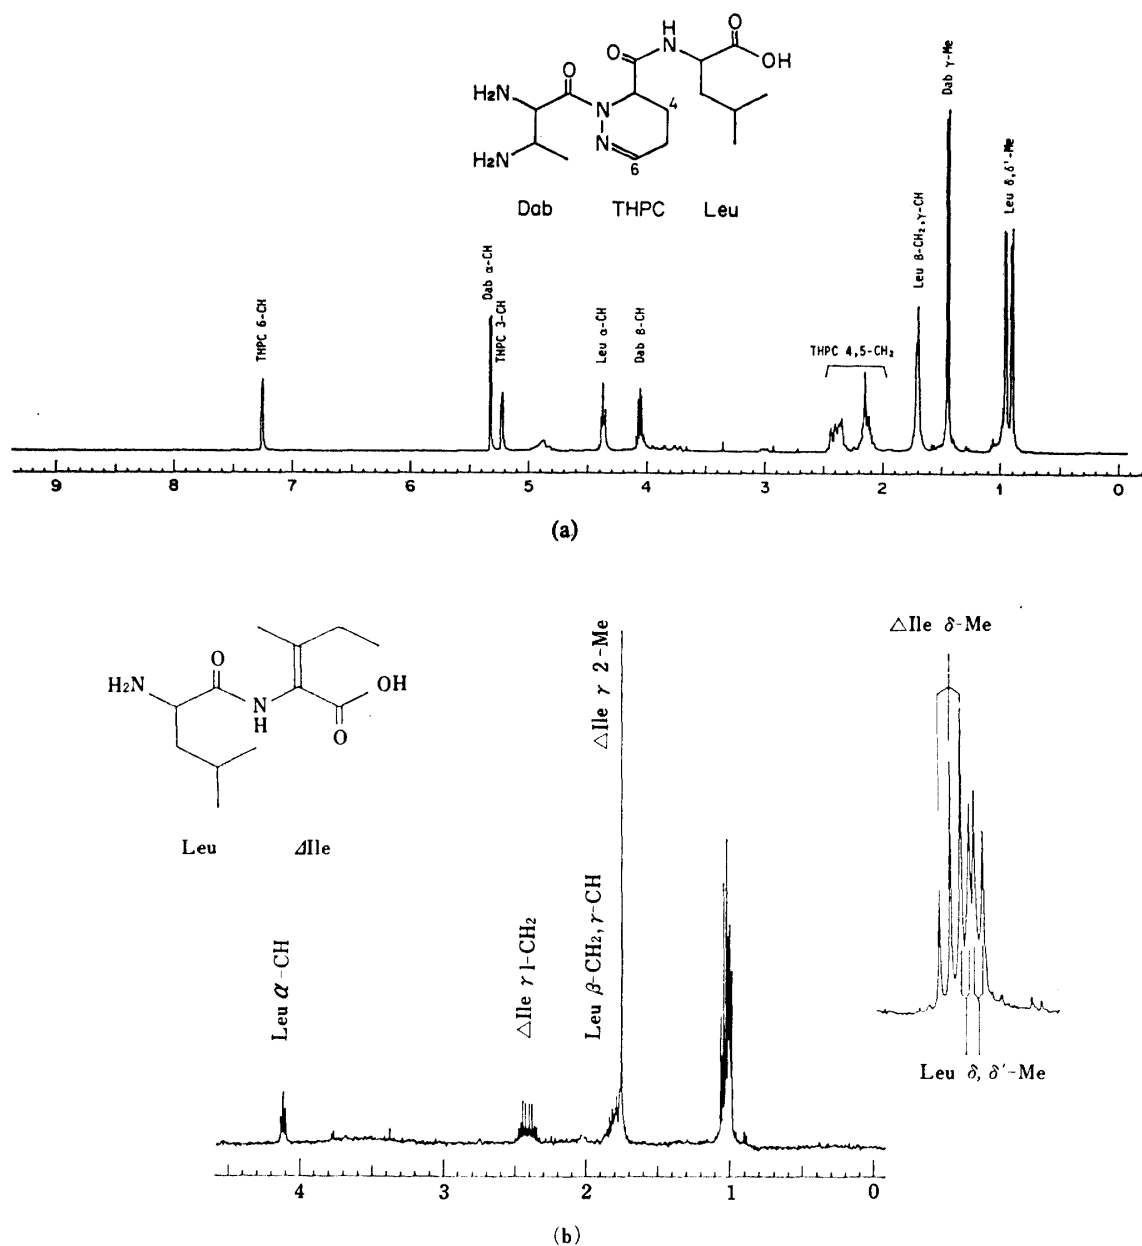 H
N
O
O
OH
O
H₂N
N
4
N
H₂N
6
Dab THPC Leu
THPC 6-CH
Dab α-CH
THPC 3-CH
Leu α-CH
Dab β-CH
THPC 4,5-CH₂
Leu β-CH₂,γ-CH
Dab γ-Me
Leu δ,δ'-Me
9 8 7 6 5 4 3 2 1 0
(a)
O
H₂N
N
H
OH
O
Leu ΔIle
Leu α-CH
△Ile γ 1-CH₂
Leu β-CH₂, γ-CH
△Ile γ 2-Me
△Ile δ-Me
Leu δ, δ'-Me
4 3 2 1 0
(b)